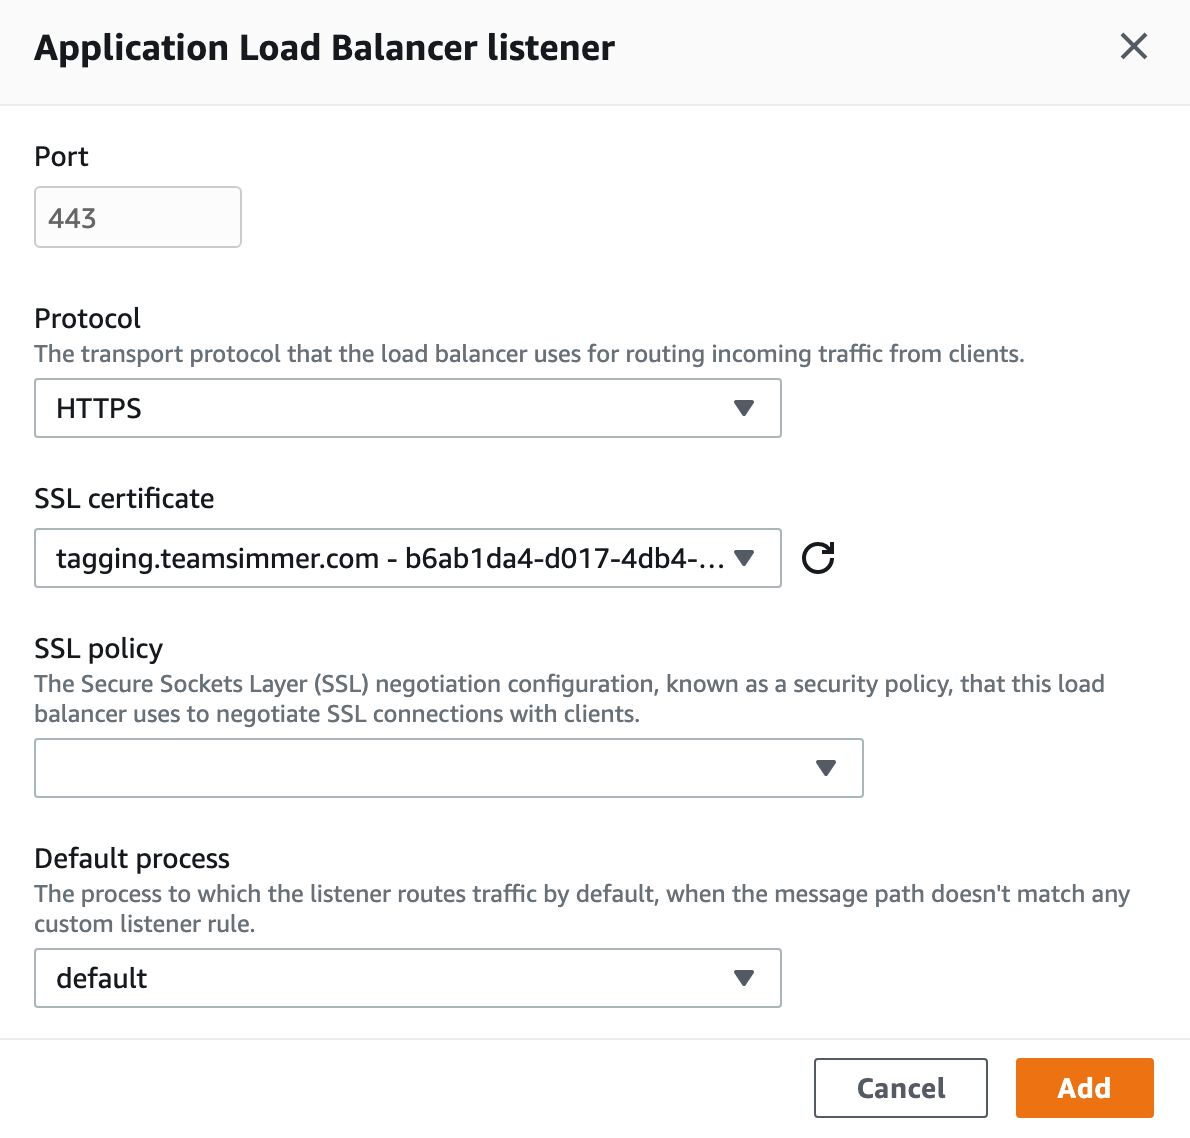 Application Load Balancer listener
Port
443
Protocol
The transport protocol that the load balancer uses for routing incoming traffic from clients.
HTTPS
SSL certificate
tagging.teamsimmer.com - b6ab1da4-d017-4db4-...
SSL policy
The Secure Sockets Layer (SSL) negotiation configuration, known as a security policy, that this load
balancer uses to negotiate SSL connections with clients.
Default process
The process to which the listener routes traffic by default, when the message path doesn't match any
custom listener rule.
default
Cancel
Add